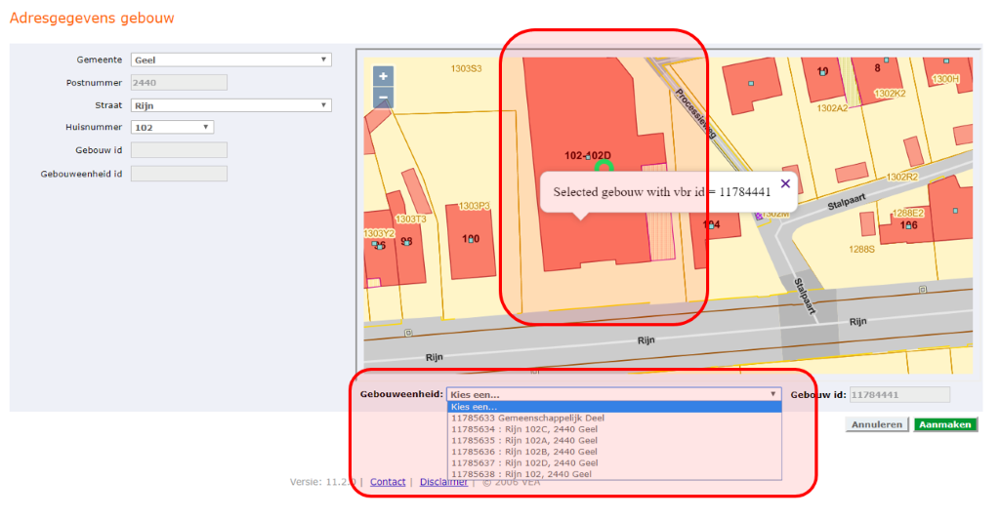 Adresgegevens gebouw
Gemeente Geel
Postnummer 2440
Straat Rijn
Huisnummer 102
Gebouw id
Gebouweenheid id
+
−
1303S3
Processieweg
19
8
1300H
1302K2
1302A2
102-102D
Selected gebouw with vbr id = 11784441 ×
1302R2
Stalpaart
1303P3
1303T3
1303Y2
96
98
100
1302M
104
1288E2
106
1288S
Stalpaart
Rijn
Rijn
Rijn
Gebouweenheid: Kies een... Gebouw id: 11784441
Kies een...
11785633 Gemeenschappelijk Deel
11785634 : Rijn 102C, 2440 Geel
11785635 : Rijn 102A, 2440 Geel
11785636 : Rijn 102B, 2440 Geel
11785637 : Rijn 102D, 2440 Geel
11785638 : Rijn 102, 2440 Geel
Annuleren Aanmaken
Versie: 11.2.0 | Contact | Disclaimer | © 2006 VEA